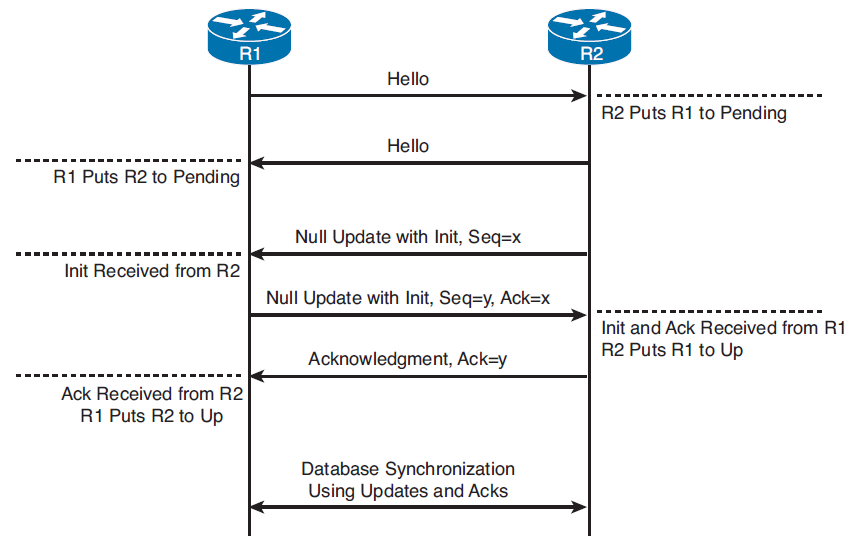 R1
R2
Hello
R2 Puts R1 to Pending
Hello
R1 Puts R2 to Pending
Null Update with Init, Seq=x
Init Received from R2
Null Update with Init, Seq=y, Ack=x
Init and Ack Received from R1
R2 Puts R1 to Up
Acknowledgment, Ack=y
Ack Received from R2
R1 Puts R2 to Up
Database Synchronization
Using Updates and Acks